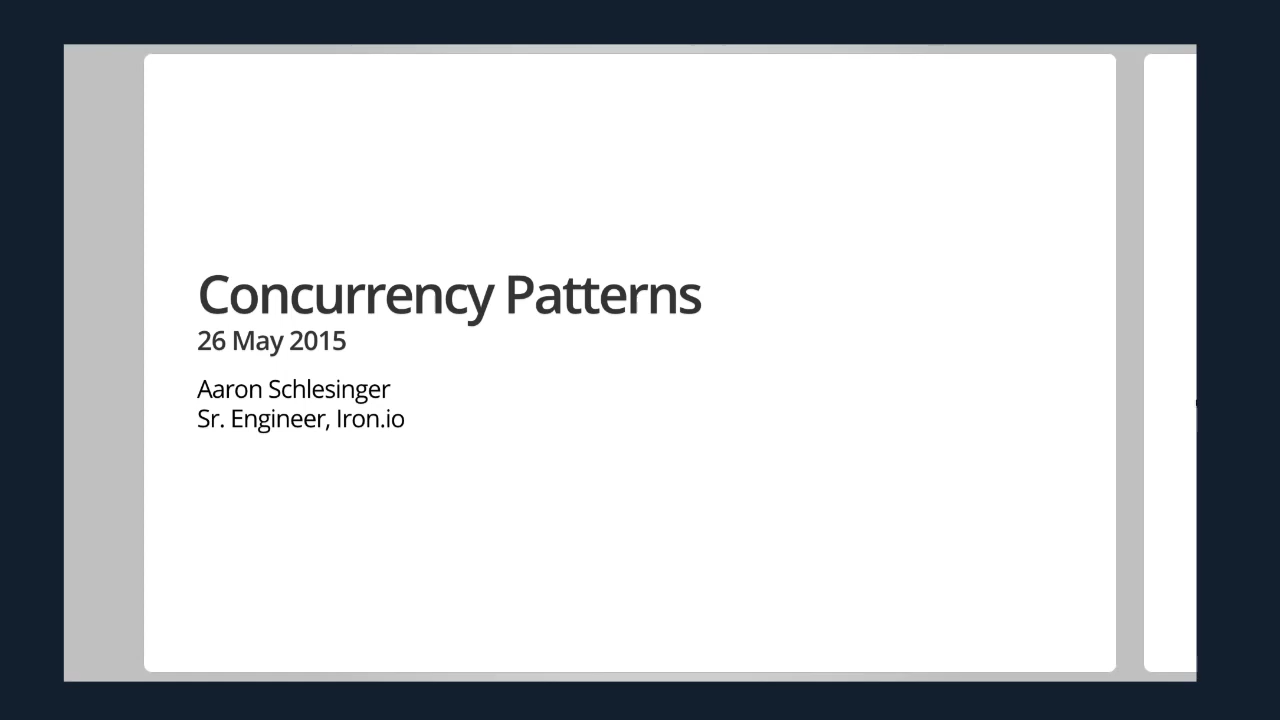 Concurrency Patterns
26 May 2015
Aaron Schlesinger
Sr. Engineer, Iron.io